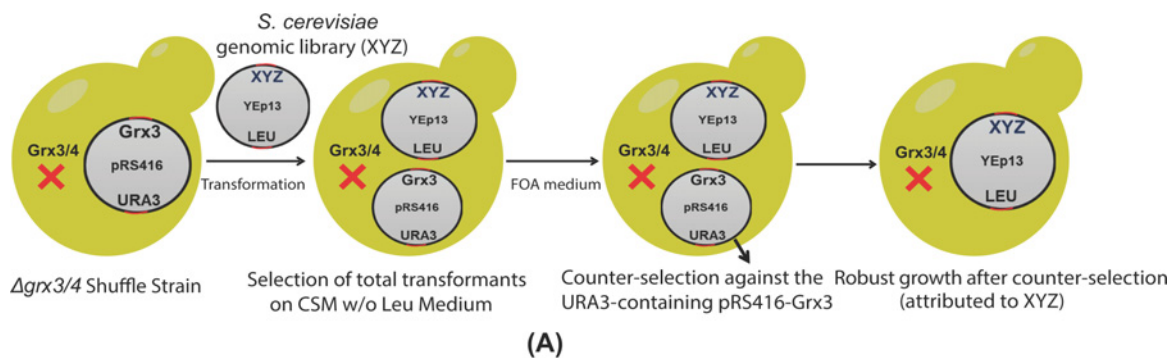 S. cerevisiae
genomic library (XYZ)
XYZ
YEp13
LEU
Grx3/4
Grx3
pRS416
URA3
Transformation
Grx3/4
XYZ
YEp13
LEU
Grx3
pRS416
URA3
FOA medium
Grx3/4
XYZ
YEp13
LEU
Grx3
pRS416
URA3
Grx3/4
XYZ
YEp13
LEU
Δgrx3/4 Shuffle Strain
Selection of total transformants
on CSM w/o Leu Medium
Counter-selection against the
URA3-containing pRS416-Grx3
Robust growth after counter-selection
(attributed to XYZ)
(A)